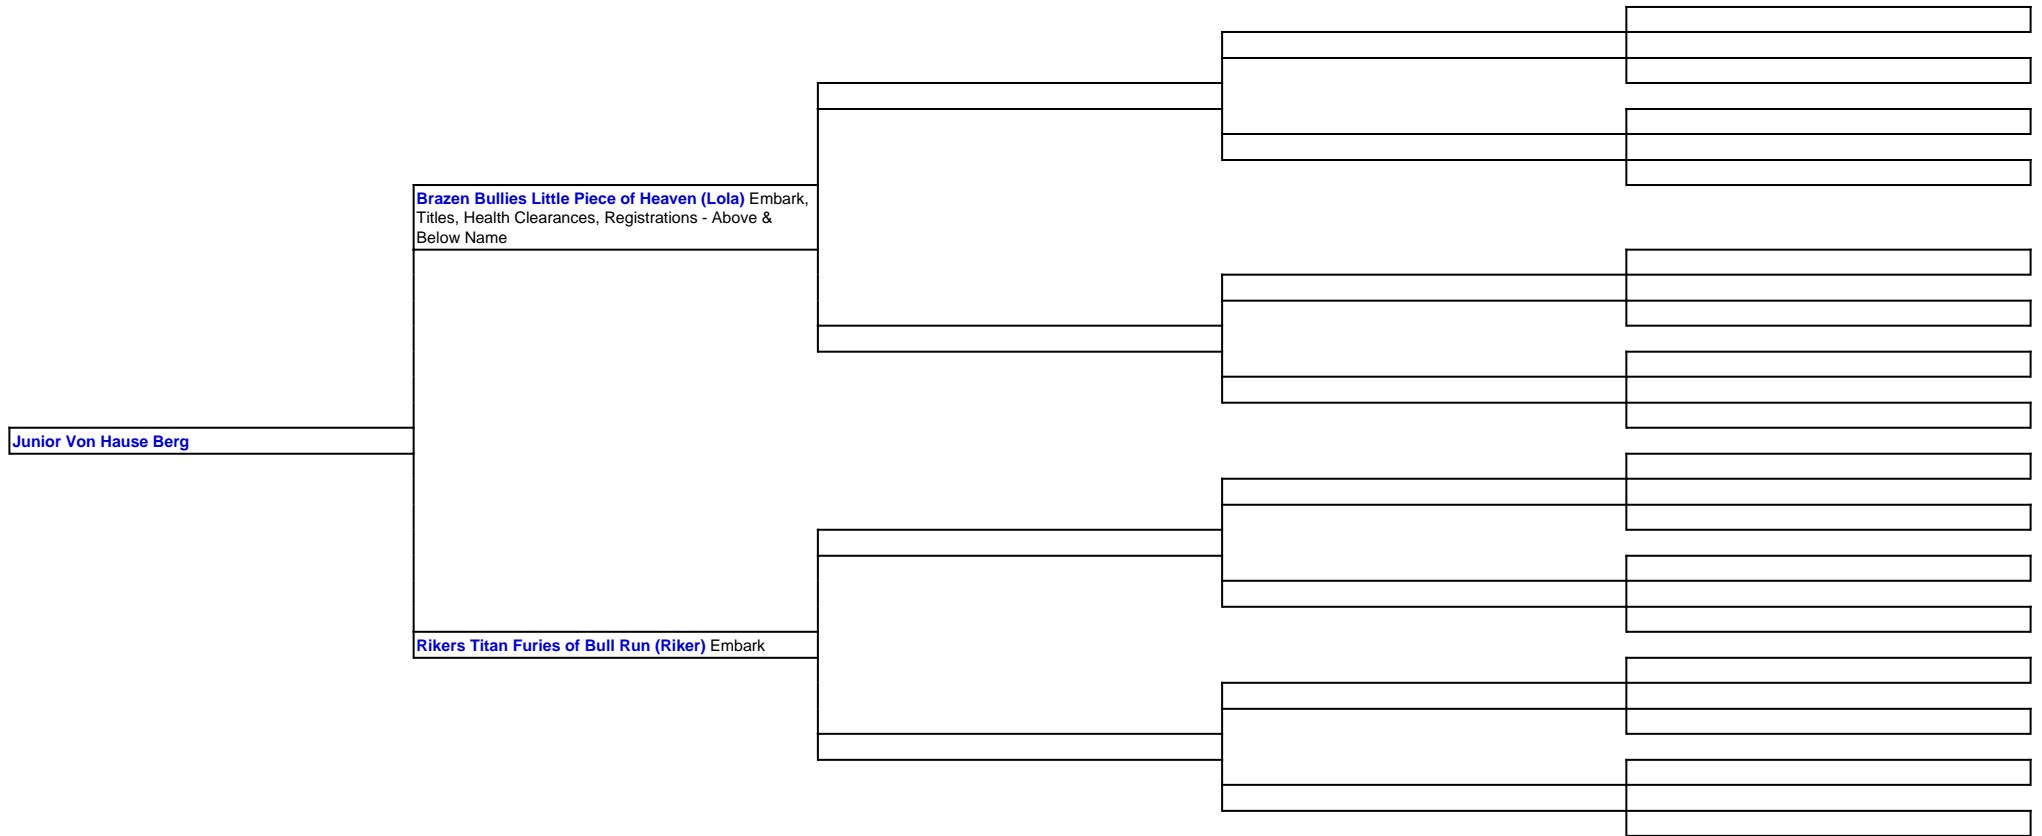 Brazen Bullies Little Piece of Heaven (Lola) Embark,
Titles, Health Clearances, Registrations - Above &
Below Name
Junior Von Hause Berg
Rikers Titan Furies of Bull Run (Riker) Embark